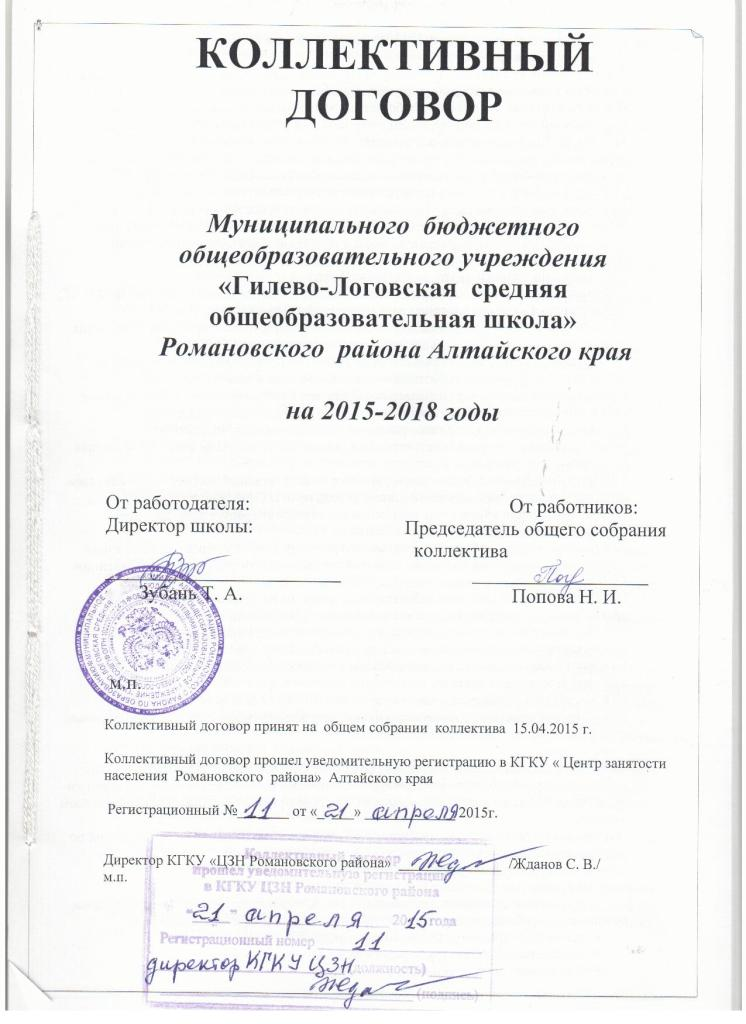 КОЛЛЕКТИВНЫЙ
ДОГОВОР
Муниципального бюджетного
общеобразовательного учреждения
«Гилево-Логовская средняя
общеобразовательная школа»
Романовского района Алтайского края
на 2015-2018 годы
От работодателя:
Директор школы:
Зубань Т. А.
м.п.
От работников:
Председатель общего собрания
коллектива
Попова Н. И.
Коллективный договор принят на общем собрании коллектива 15.04.2015 г.
Коллективный договор прошел уведомительную регистрацию в КГКУ « Центр занятости
населения Романовского района» Алтайского края
Регистрационный № 11 от « 21 » апреля 2015г.
Директор КГКУ «ЦЗН Романовского района» /Жданов С. В./
м.п.
Коллективный договор
прошел уведомительную регистрацию
в КГКУ ЦЗН Романовского района
" 21 " апреля 2015 года
Регистрационный номер 11
директор КГКУ ЦЗН (должность)
(подпись)